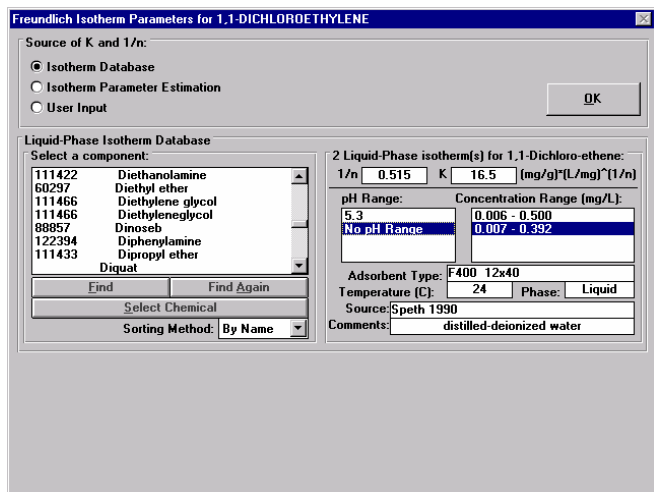 Freundlich Isotherm Parameters for 1,1-DICHLOROETHYLENE
Source of K and 1/n:
Isotherm Database
Isotherm Parameter Estimation
User Input
OK
Liquid-Phase Isotherm Database
Select a component:
111422 Diethanolamine
60297 Diethyl ether
111466 Diethylene glycol
111466 Diethyleneglycol
88857 Dinoseb
122394 Diphenylamine
111433 Dipropyl ether
Diquat
Find Find Again
Select Chemical
Sorting Method: By Name
2 Liquid-Phase isotherm(s) for 1,1-Dichloro-ethene:
1/n 0.515 K 16.5 (mg/g)*(L/mg)^(1/n)
pH Range: Concentration Range (mg/L):
5.3 0.006 - 0.500
No pH Range 0.007 - 0.392
Adsorbent Type: F400 12x40
Temperature (C): 24 Phase: Liquid
Source: Speth 1990
Comments: distilled-deionized water